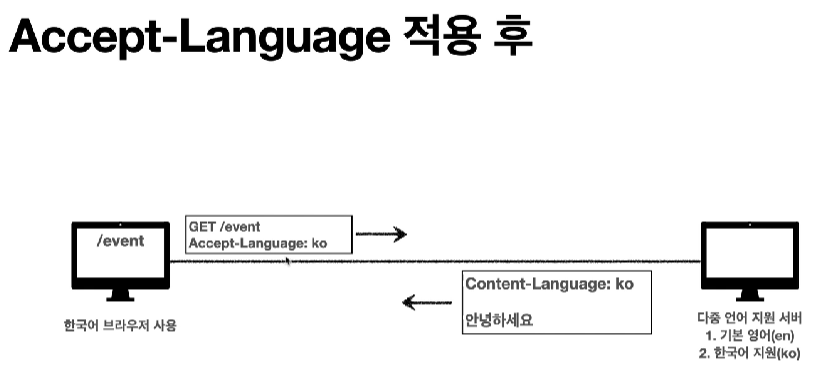 Accept-Language 적용 후
/event
GET /event
Accept-Language: ko
Content-Language: ko
안녕하세요
한국어 브라우저 사용
다중 언어 지원 서버
1. 기본 영어(en)
2. 한국어 지원(ko)